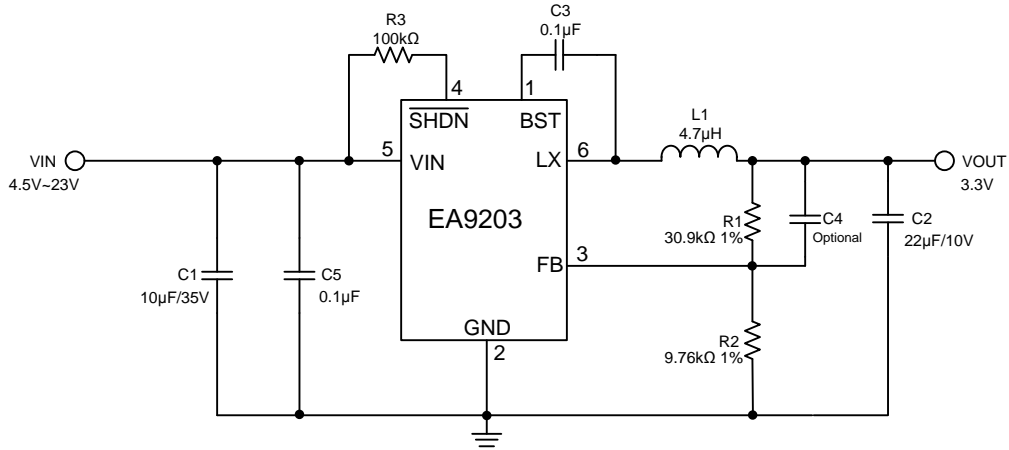 R3
100kΩ
C3
0.1µF
4
1
SHDN
BST
L1
4.7µH
VIN
4.5V~23V
5
VIN
LX
6
VOUT
3.3V
EA9203
R1
30.9kΩ 1%
C4
Optional
C2
22µF/10V
FB
3
C1
10µF/35V
C5
0.1µF
GND
2
R2
9.76kΩ 1%